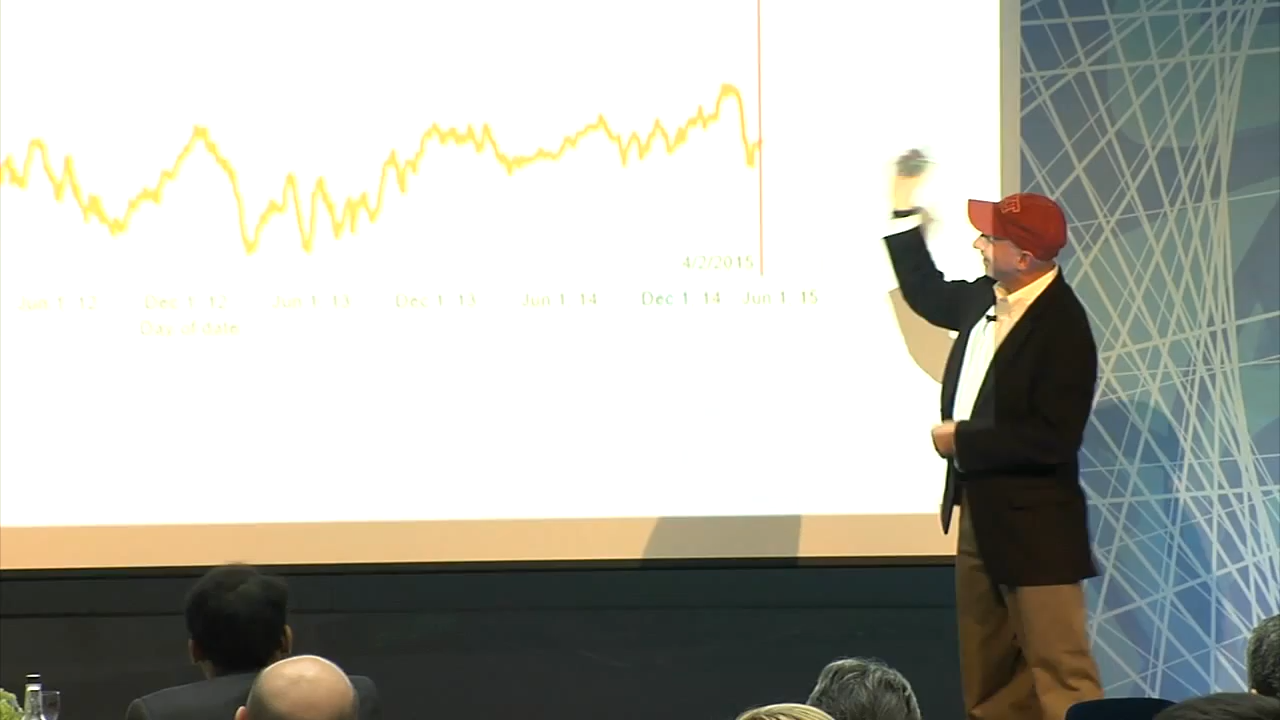 4/2/2015
Jun 1, 12 Dec 1, 12 Jun 1, 13 Dec 1, 13 Jun 1, 14 Dec 1, 14 Jun 1, 15
Day of date